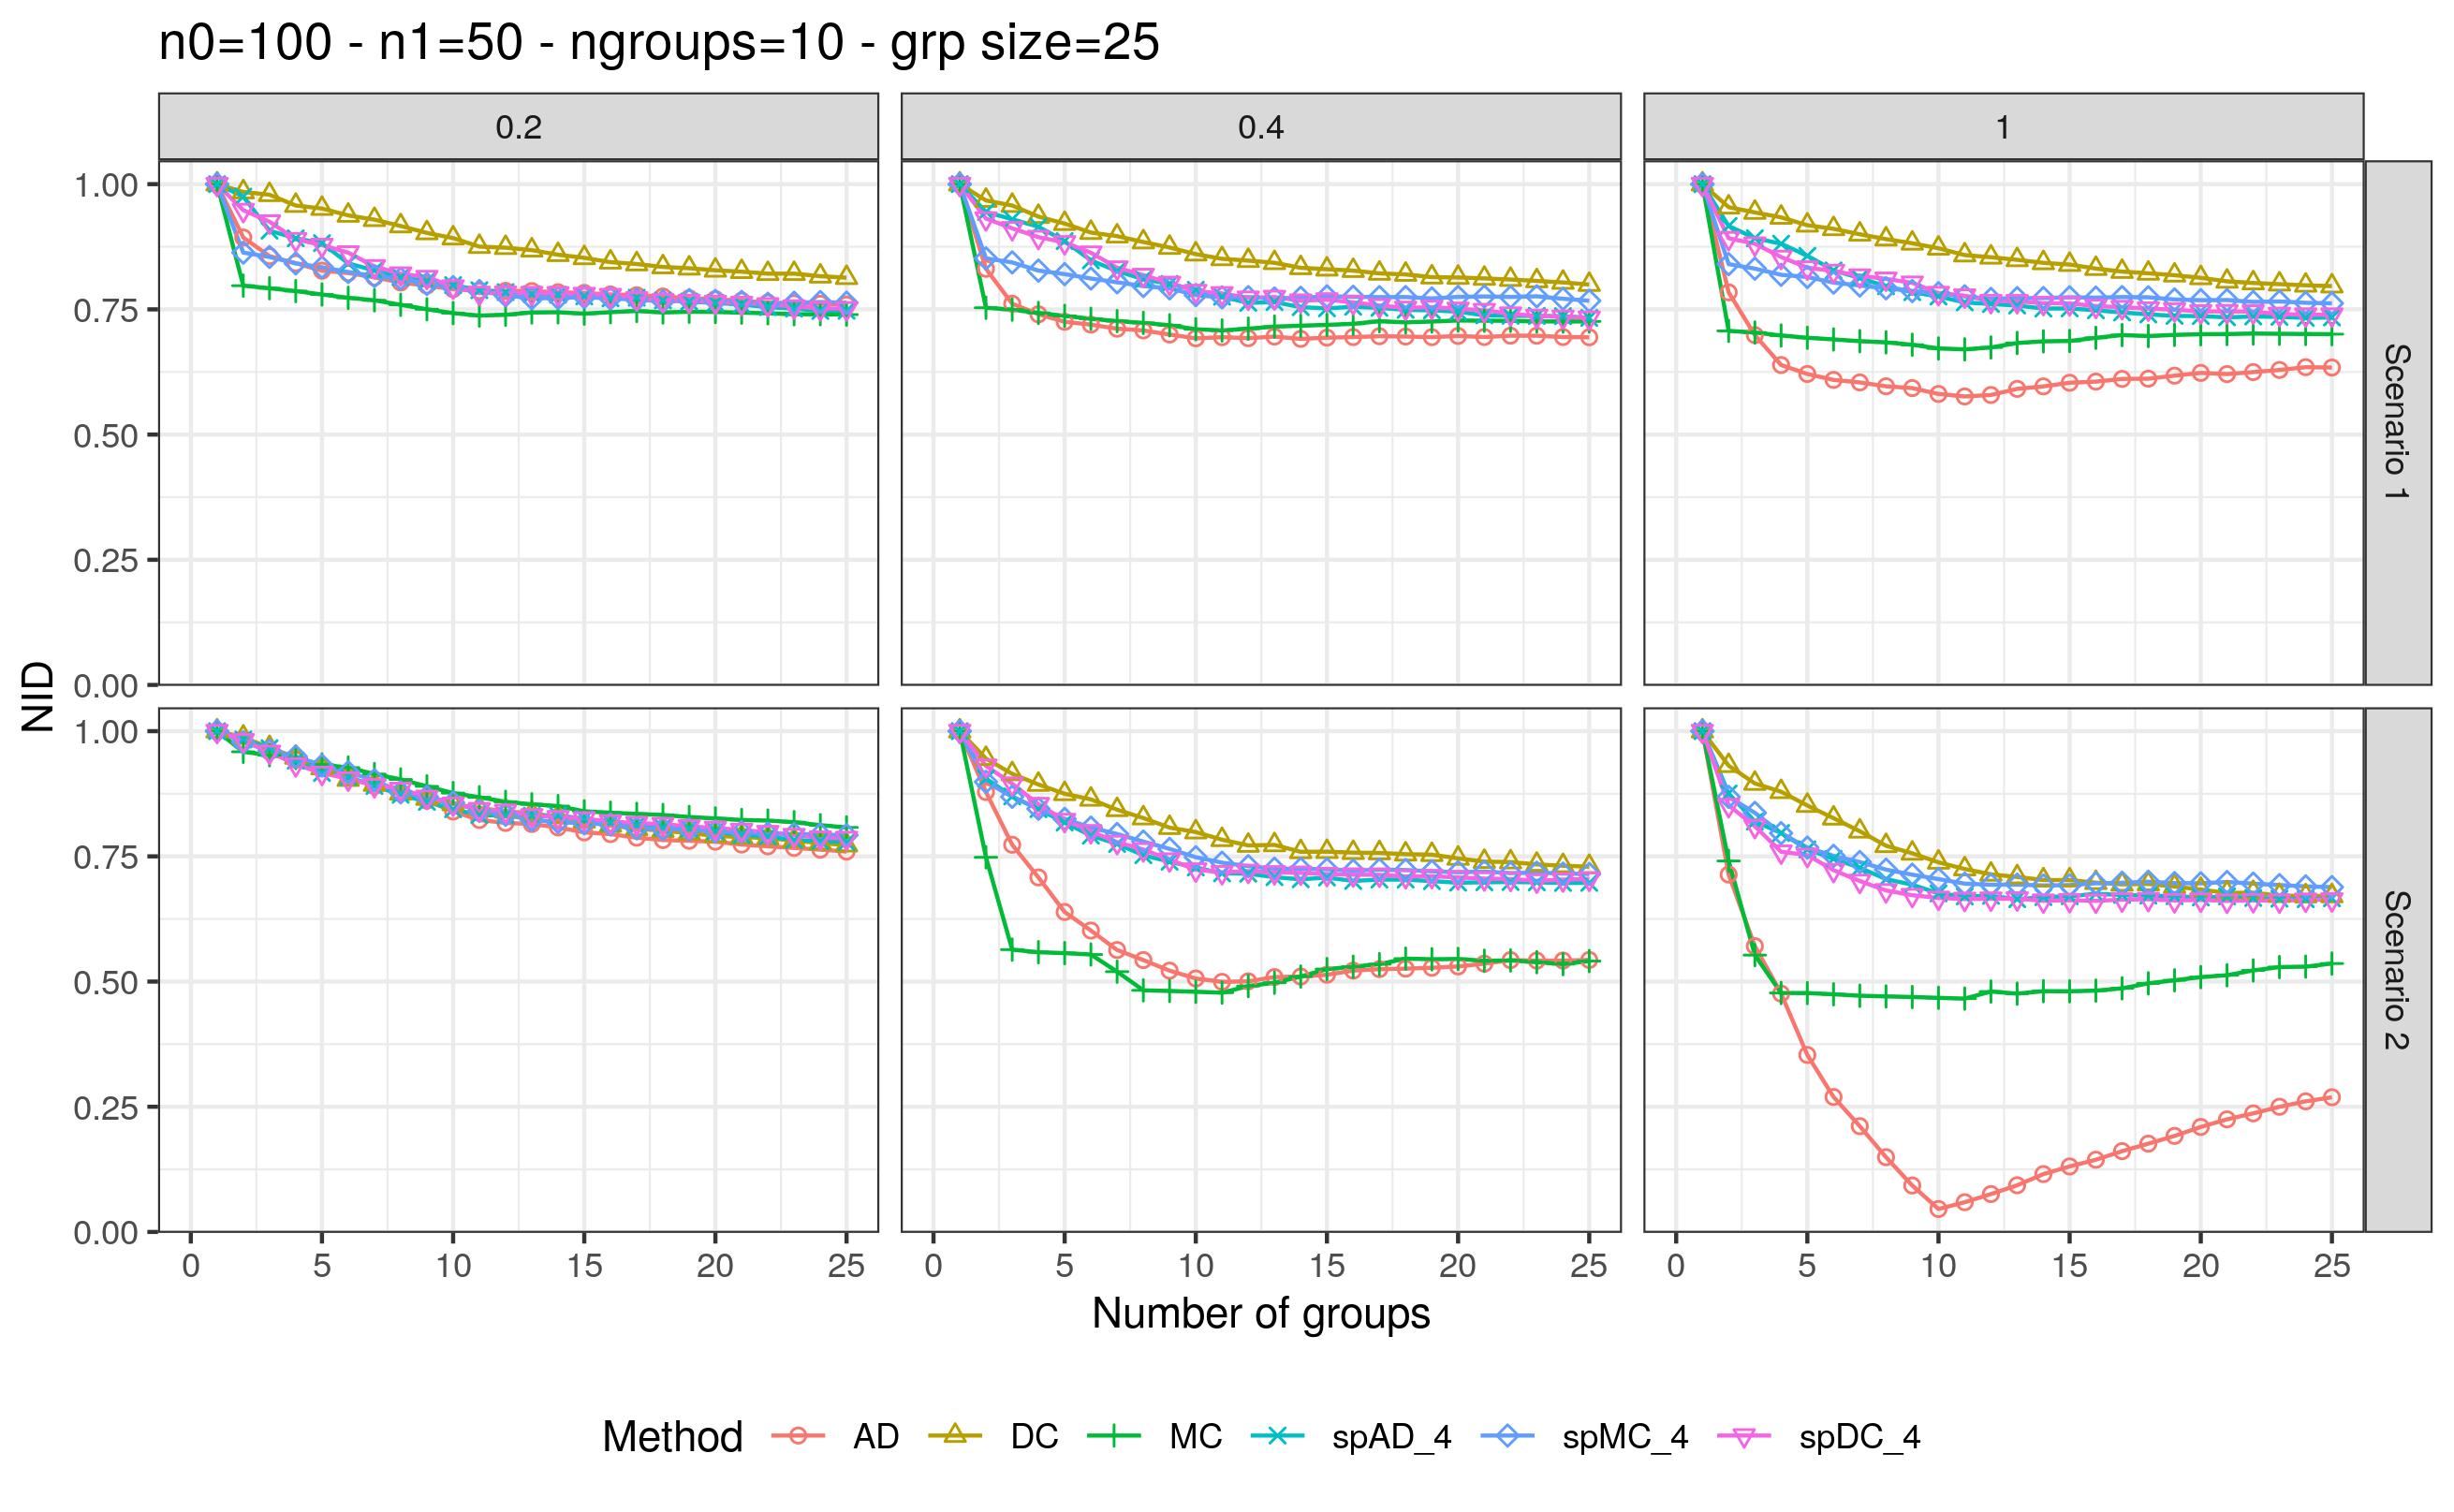 n0=100 - n1=50 - ngroups=10 - grp size=25
0.2 0.4 1
1.00
0.75
0.50
0.25
0.00
Scenario 1
NID
1.00
0.75
0.50
0.25
0.00
Scenario 2
0 5 10 15 20 25 0 5 10 15 20 25 0 5 10 15 20 25
Number of groups
Method AD DC MC spAD_4 spMC_4 spDC_4